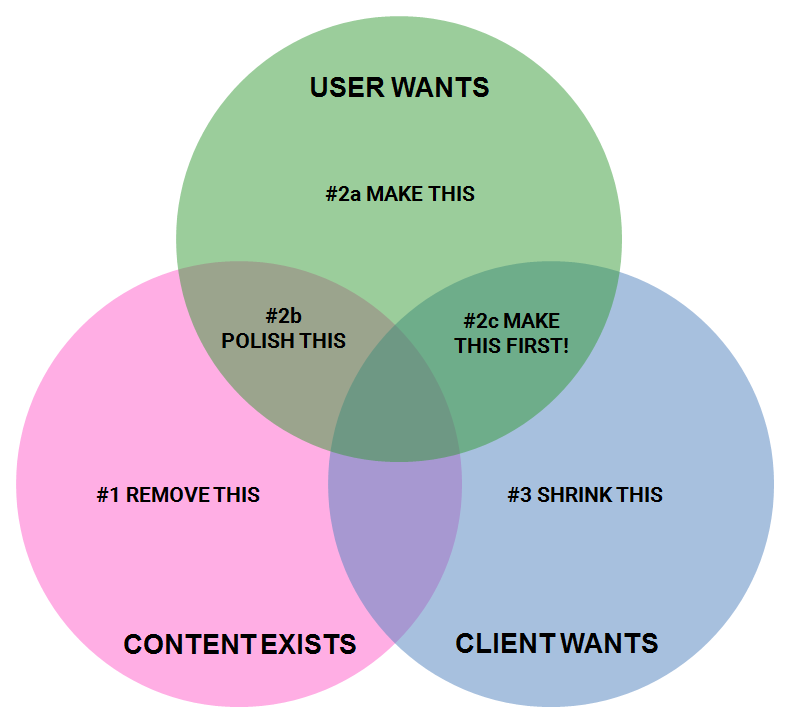 USER WANTS
#2a MAKE THIS
#2b
POLISH THIS
#2c MAKE
THIS FIRST!
#1 REMOVE THIS
#3 SHRINK THIS
CONTENT EXISTS
CLIENT WANTS